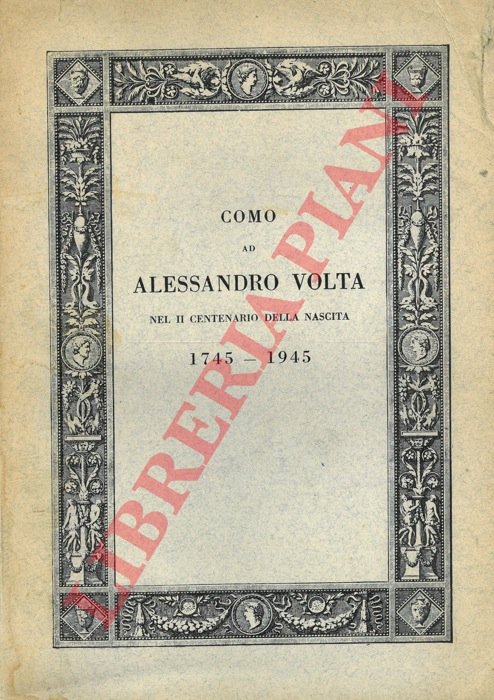 COMO
AD
ALESSANDRO VOLTA
NEL II CENTENARIO DELLA NASCITA
1745 — 1945
LIBRERIA PIANI